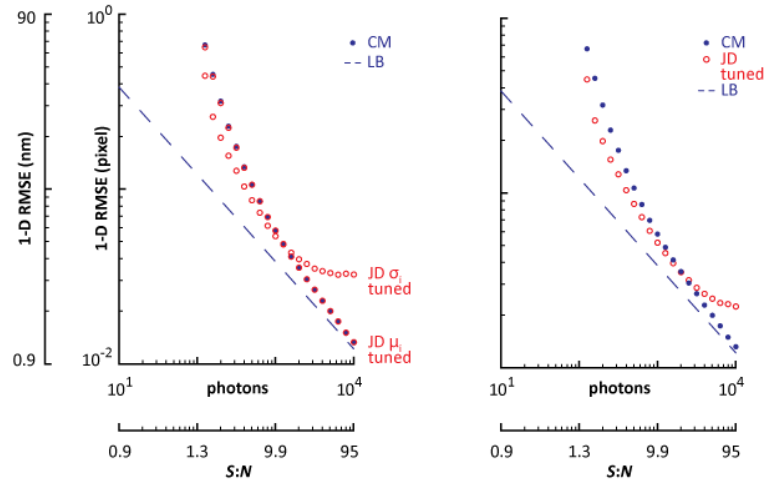 90
1-D RMSE (nm)
0.9
10⁰
1-D RMSE (pixel)
10⁻¹
10⁻²
CM
LB
JD σᵢ
tuned
JD μᵢ
tuned
10¹
photons
10⁴
0.9
1.3
9.9
95
S:N
CM
JD
tuned
LB
10¹
photons
10⁴
0.9
1.3
9.9
95
S:N